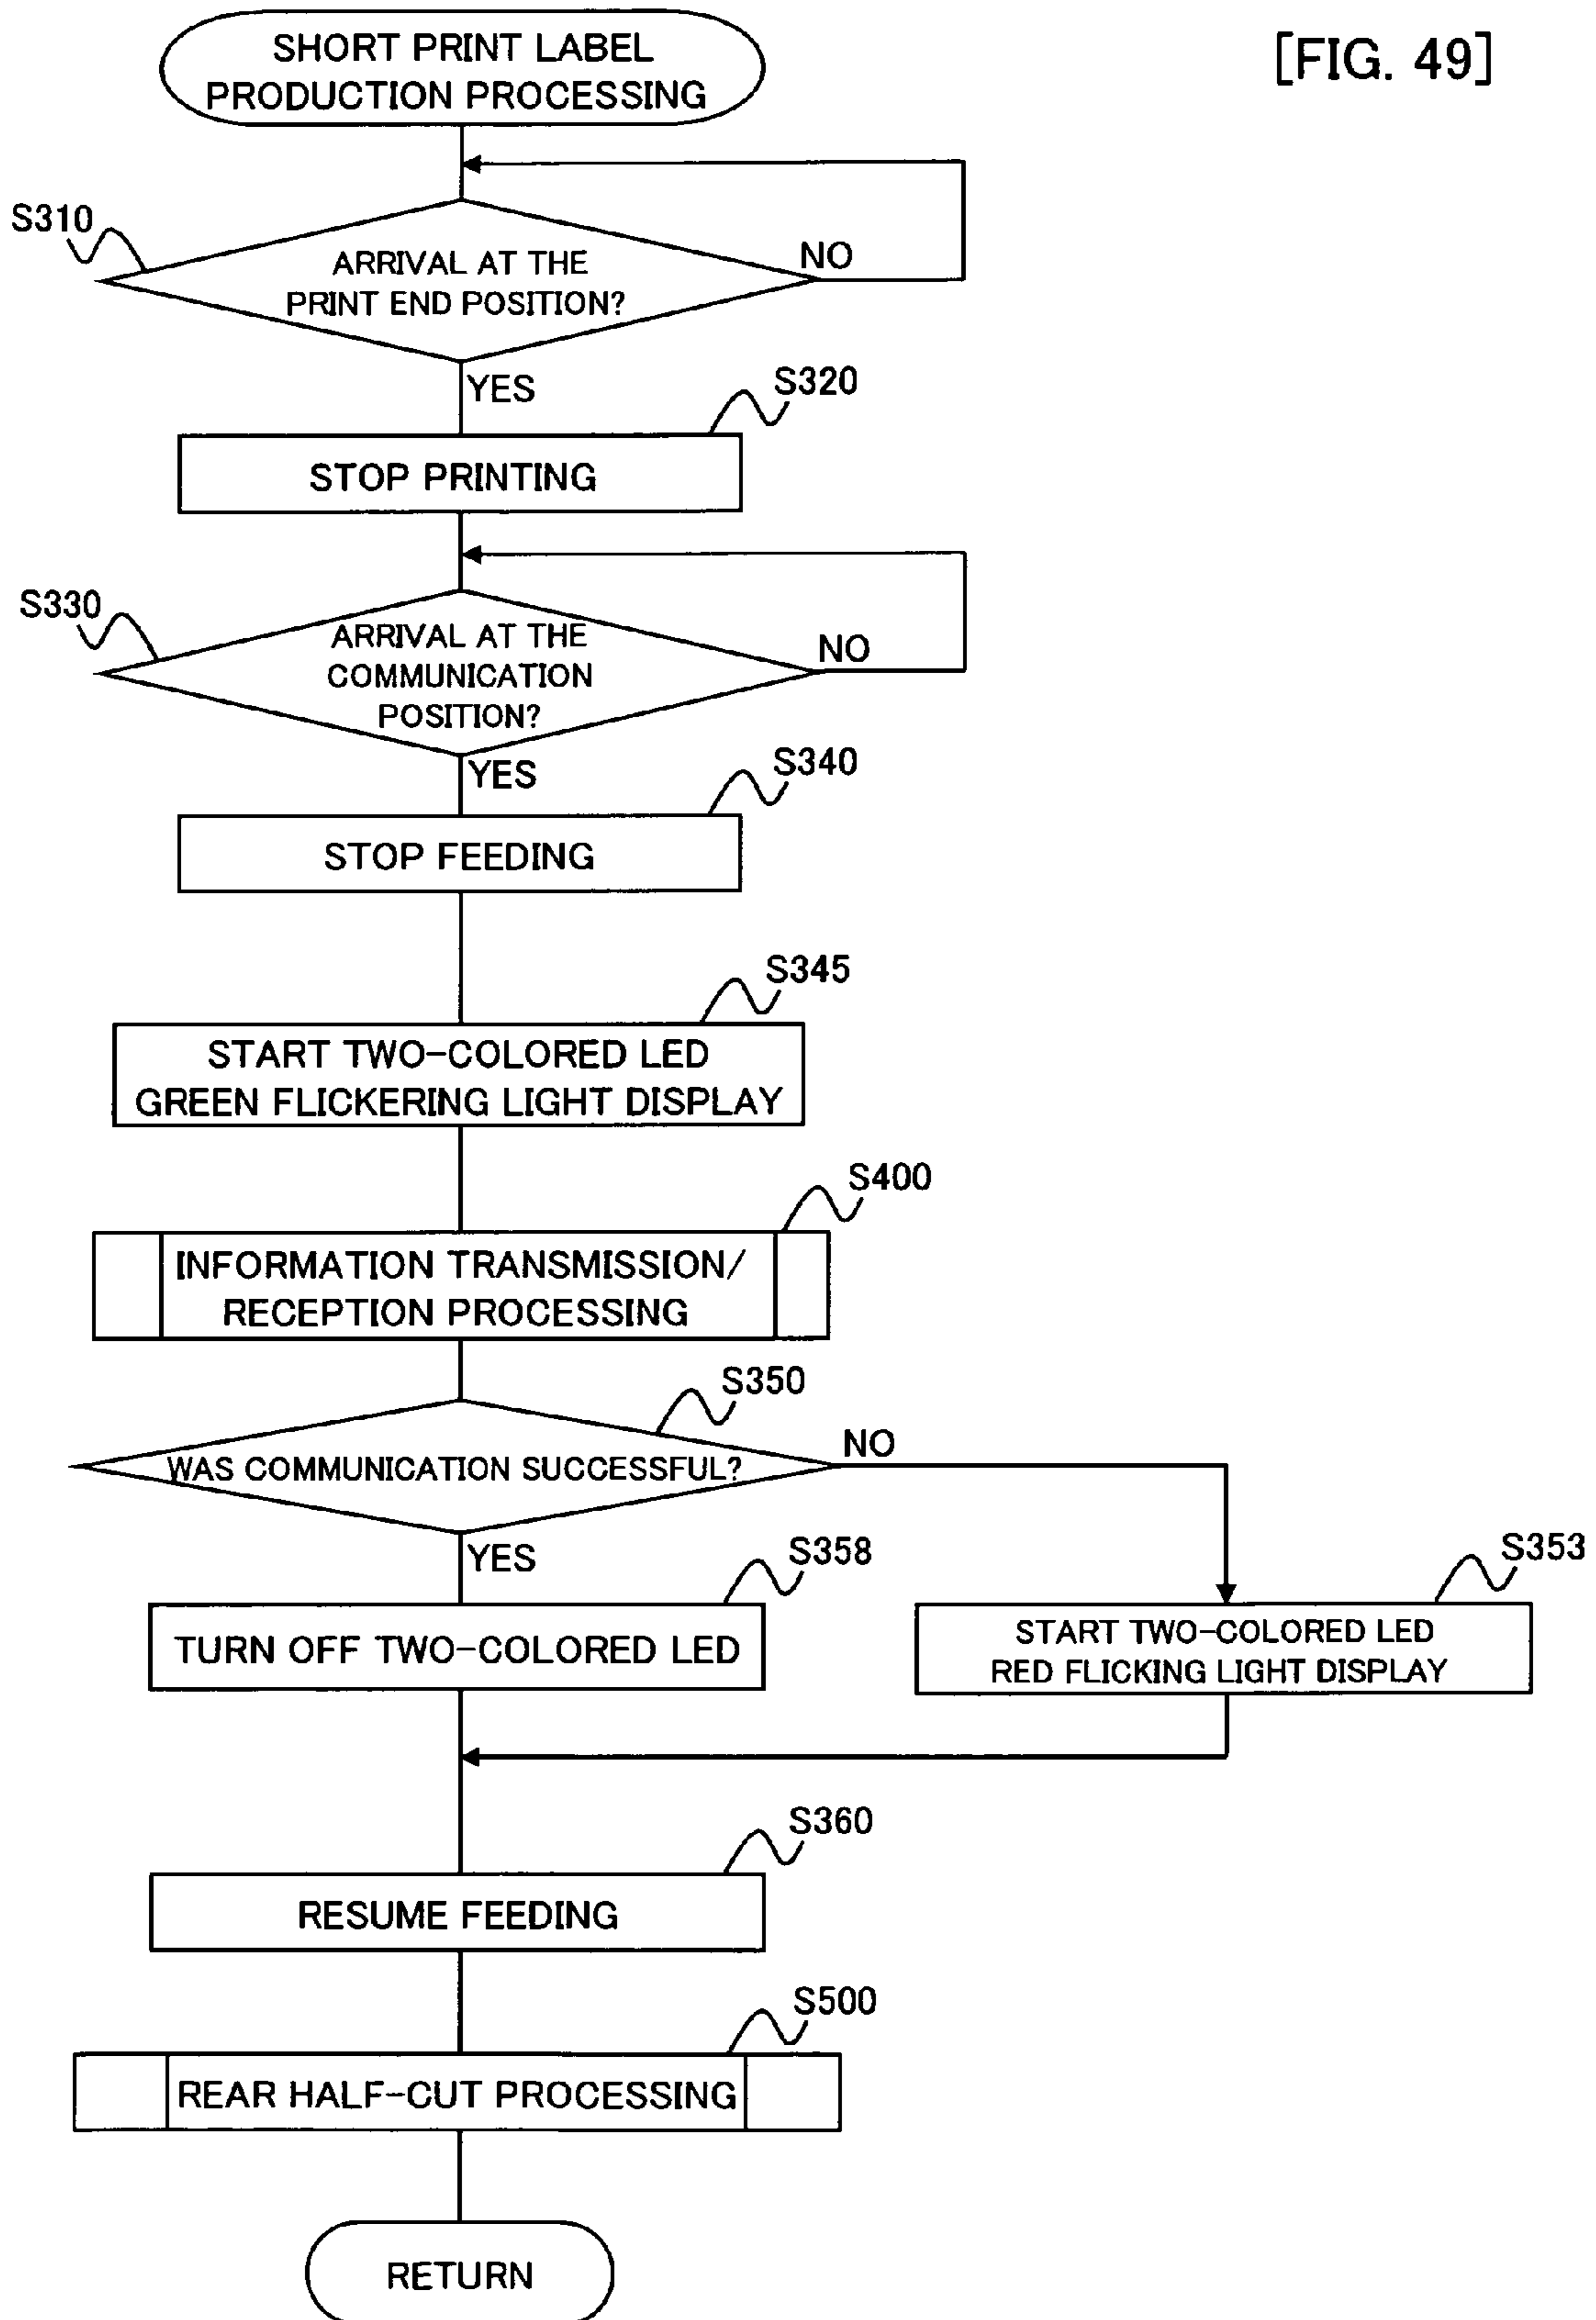 [FIG. 49]
SHORT PRINT LABEL
PRODUCTION PROCESSING
S310
ARRIVAL AT THE
PRINT END POSITION?
NO
YES
S320
STOP PRINTING
S330
ARRIVAL AT THE
COMMUNICATION
POSITION?
NO
YES
S340
STOP FEEDING
S345
START TWO-COLORED LED
GREEN FLICKERING LIGHT DISPLAY
S400
INFORMATION TRANSMISSION/
RECEPTION PROCESSING
S350
WAS COMMUNICATION SUCCESSFUL?
NO
YES
S358
TURN OFF TWO-COLORED LED
S353
START TWO-COLORED LED
RED FLICKING LIGHT DISPLAY
S360
RESUME FEEDING
S500
REAR HALF-CUT PROCESSING
RETURN